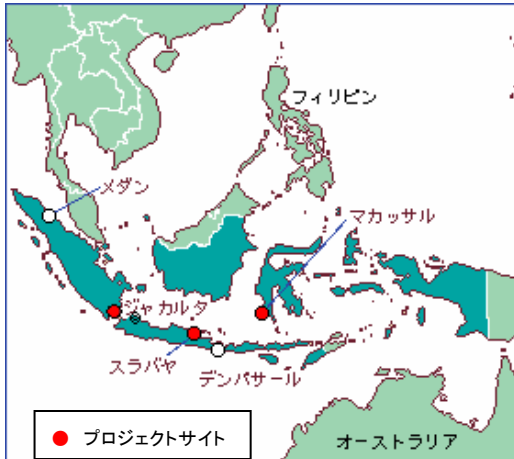 フィリピン
メダン
マカッサル
ジャカルタ
スラバヤ
デンパサール
プロジェクトサイト
オーストラリア